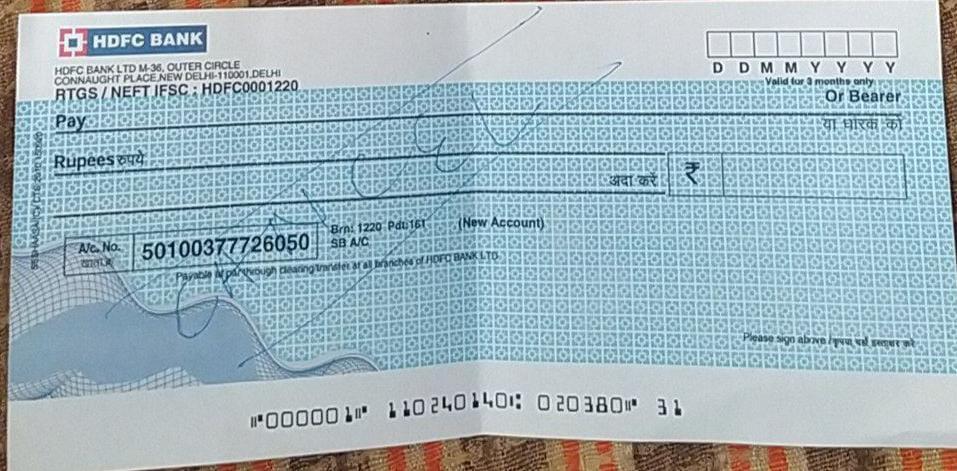 HDFC BANK
HDFC BANK LTD M-36, OUTER CIRCLE
CONNAUGHT PLACE,NEW DELHI-110001,DELHI
RTGS / NEFT IFSC : HDFC0001220
D D M M Y Y Y Y
Valid for 3 months only
Pay
Or Bearer
या धारक को
Rupees रुपये
अदा करें ₹
A/c. No.
50100377726050
Brn: 1220 Pdt:161 (New Account)
SB A/C
Payable at par through clearing/transfer at all branches of HDFC BANK LTD
Please sign above / कृपया यहाँ हस्ताक्षर करें
⑈000001⑈ 110240140⑆ 020380⑈ 31